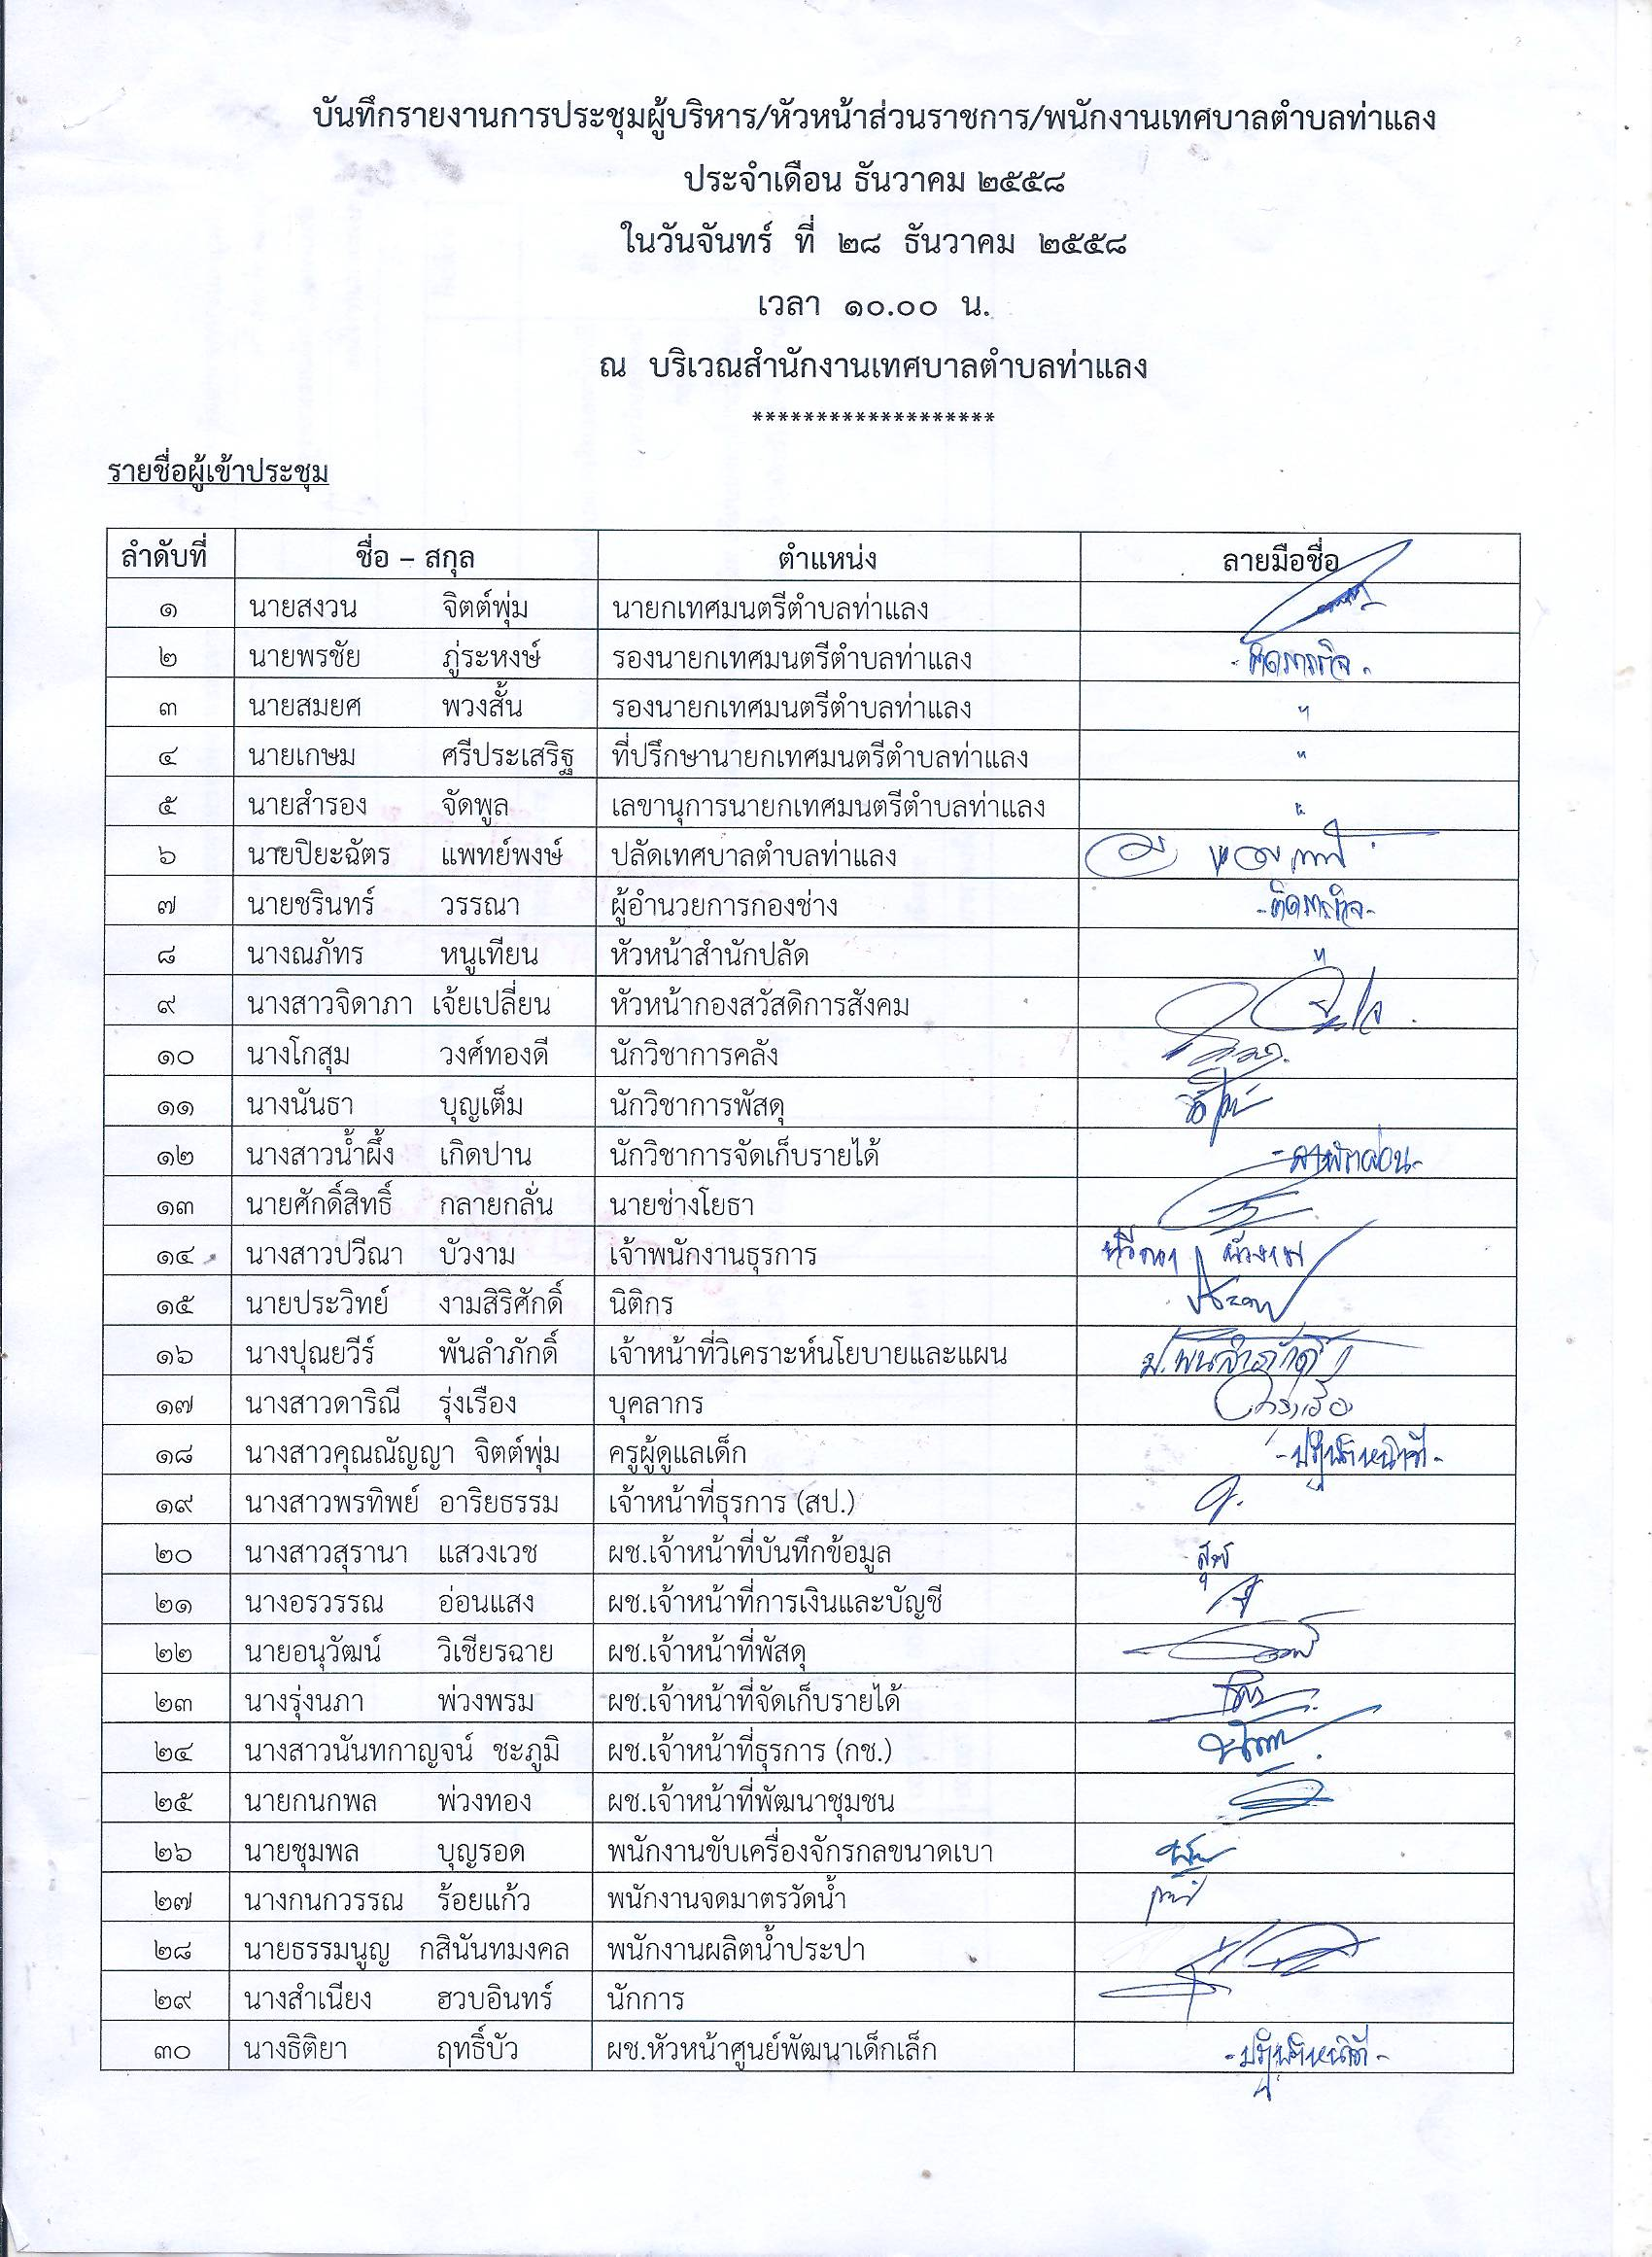 บันทึกรายงานการประชุมผู้บริหาร/หัวหน้าส่วนราชการ/พนักงานเทศบาลตำบลท่าแลง
ประจำเดือน ธันวาคม ๒๕๕๘
ในวันจันทร์ ที่ ๒๘ ธันวาคม ๒๕๕๘
เวลา ๑๐.๐๐ น.
ณ บริเวณสำนักงานเทศบาลตำบลท่าแลง
*******************
รายชื่อผู้เข้าประชุม
ลำดับที่ ชื่อ – สกุล ตำแหน่ง ลายมือชื่อ
๑ นายสงวน จิตต์พุ่ม นายกเทศมนตรีตำบลท่าแลง
๒ นายพรชัย ภู่ระหงษ์ รองนายกเทศมนตรีตำบลท่าแลง -ติดภารกิจ-
๓ นายสมยศ พวงสั้น รองนายกเทศมนตรีตำบลท่าแลง "
๔ นายเกษม ศรีประเสริฐ ที่ปรึกษานายกเทศมนตรีตำบลท่าแลง "
๕ นายสำรอง จัดพูล เลขานุการนายกเทศมนตรีตำบลท่าแลง "
๖ นายปิยะฉัตร แพทย์พงษ์ ปลัดเทศบาลตำบลท่าแลง
๗ นายชรินทร์ วรรณา ผู้อำนวยการกองช่าง -ติดภารกิจ-
๘ นางณภัทร หนูเทียน หัวหน้าสำนักปลัด "
๙ นางสาวจิดาภา เจ้ยเปลี่ยน หัวหน้ากองสวัสดิการสังคม
๑๐ นางโกสุม วงศ์ทองดี นักวิชาการคลัง
๑๑ นางนันธา บุญเต็ม นักวิชาการพัสดุ
๑๒ นางสาวน้ำผึ้ง เกิดปาน นักวิชาการจัดเก็บรายได้ -ลาพักผ่อน-
๑๓ นายศักดิ์สิทธิ์ กลายกลั่น นายช่างโยธา
๑๔ นางสาวปวีณา บัวงาม เจ้าพนักงานธุรการ ปวีณา บัวงาม
๑๕ นายประวิทย์ งามสิริศักดิ์ นิติกร
๑๖ นางปุณยวีร์ พันลำภักดิ์ เจ้าหน้าที่วิเคราะห์นโยบายและแผน ป.พันลำภักดิ์
๑๗ นางสาวดาริณี รุ่งเรือง บุคลากร
๑๘ นางสาวคุณณัญญา จิตต์พุ่ม ครูผู้ดูแลเด็ก -ปฏิบัติหน้าที่-
๑๙ นางสาวพรทิพย์ อาริยธรรม เจ้าหน้าที่ธุรการ (สป.)
๒๐ นางสาวสุรานา แสวงเวช ผช.เจ้าหน้าที่บันทึกข้อมูล
๒๑ นางอรวรรณ อ่อนแสง ผช.เจ้าหน้าที่การเงินและบัญชี
๒๒ นายอนุวัฒน์ วิเชียรฉาย ผช.เจ้าหน้าที่พัสดุ
๒๓ นางรุ่งนภา พ่วงพรม ผช.เจ้าหน้าที่จัดเก็บรายได้
๒๔ นางสาวนันทกาญจน์ ชะภูมิ ผช.เจ้าหน้าที่ธุรการ (กช.)
๒๕ นายกนกพล พ่วงทอง ผช.เจ้าหน้าที่พัฒนาชุมชน
๒๖ นายชุมพล บุญรอด พนักงานขับเครื่องจักรกลขนาดเบา
๒๗ นางกนกวรรณ ร้อยแก้ว พนักงานจดมาตรวัดน้ำ
๒๘ นายธรรมนูญ กสินันทมงคล พนักงานผลิตน้ำประปา
๒๙ นางสำเนียง ฮวบอินทร์ นักการ
๓๐ นางธิติยา ฤทธิ์บัว ผช.หัวหน้าศูนย์พัฒนาเด็กเล็ก -ปฏิบัติหน้าที่-